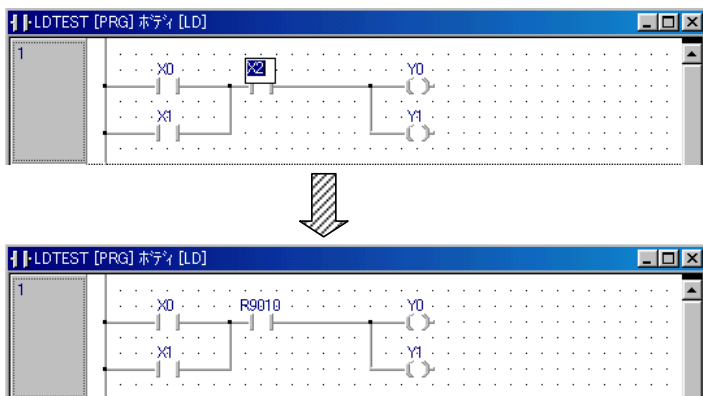 LDTEST [PRG] ﾎﾞﾃﾞｨ [LD]
1
X0 X2 Y0
X1 Y1
LDTEST [PRG] ﾎﾞﾃﾞｨ [LD]
1
X0 R9010 Y0
X1 Y1